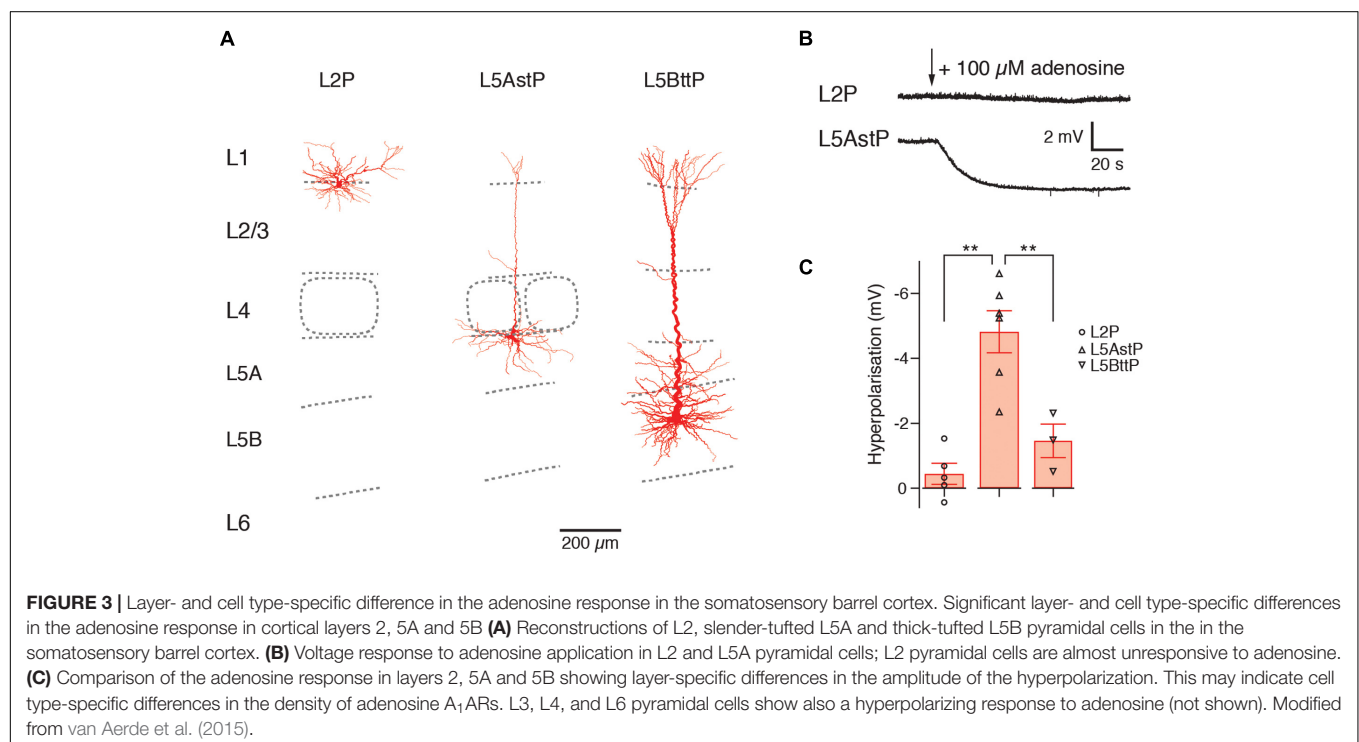 A
L2P L5AstP L5BttP
L1
L2/3
L4
L5A
L5B
L6
200 µm
B
+ 100 µM adenosine
L2P
L5AstP
2 mV
20 s
C
** **
Hyperpolarisation (mV)
-6
-4
-2
0
L2P
L5AstP
L5BttP
FIGURE 3 | Layer- and cell type-specific difference in the adenosine response in the somatosensory barrel cortex. Significant layer- and cell type-specific differences
in the adenosine response in cortical layers 2, 5A and 5B (A) Reconstructions of L2, slender-tufted L5A and thick-tufted L5B pyramidal cells in the in the
somatosensory barrel cortex. (B) Voltage response to adenosine application in L2 and L5A pyramidal cells; L2 pyramidal cells are almost unresponsive to adenosine.
(C) Comparison of the adenosine response in layers 2, 5A and 5B showing layer-specific differences in the amplitude of the hyperpolarization. This may indicate cell
type-specific differences in the density of adenosine A₁ARs. L3, L4, and L6 pyramidal cells show also a hyperpolarizing response to adenosine (not shown). Modified
from van Aerde et al. (2015).